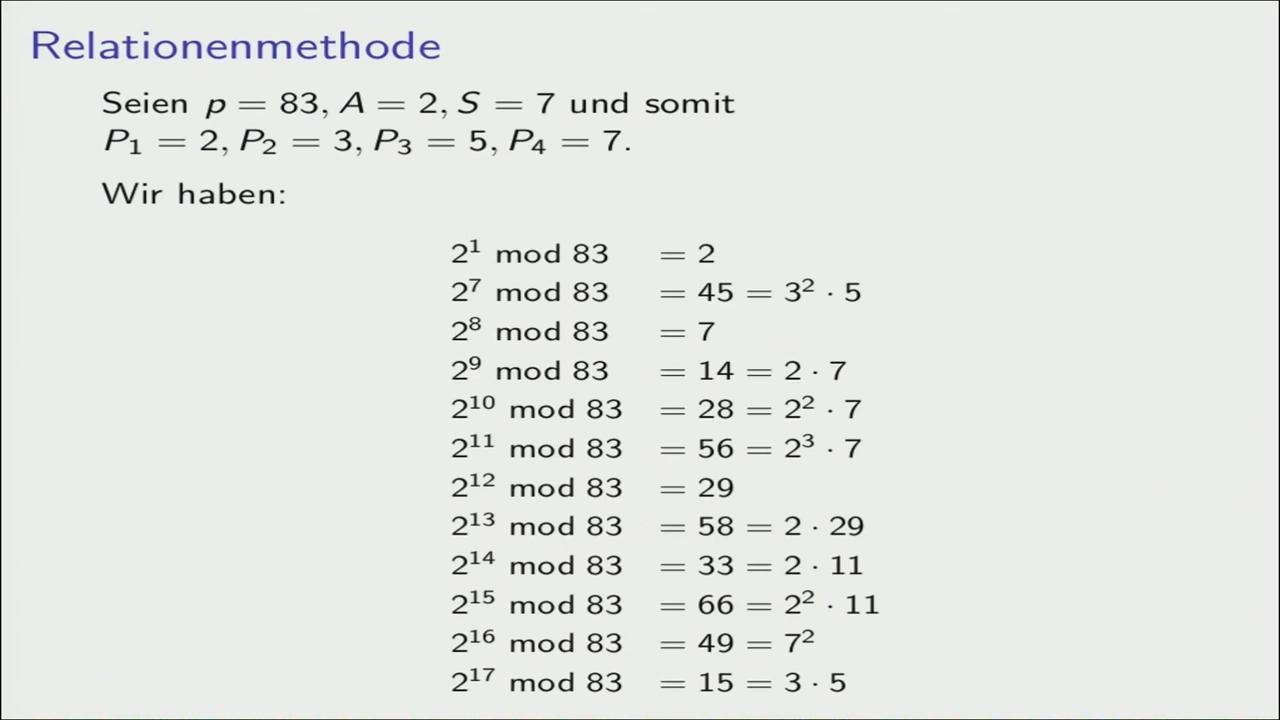 Relationenmethode
Seien p = 83, A = 2, S = 7 und somit
P₁ = 2, P₂ = 3, P₃ = 5, P₄ = 7.
Wir haben:
2¹ mod 83 = 2
2⁷ mod 83 = 45 = 3² · 5
2⁸ mod 83 = 7
2⁹ mod 83 = 14 = 2 · 7
2¹⁰ mod 83 = 28 = 2² · 7
2¹¹ mod 83 = 56 = 2³ · 7
2¹² mod 83 = 29
2¹³ mod 83 = 58 = 2 · 29
2¹⁴ mod 83 = 33 = 2 · 11
2¹⁵ mod 83 = 66 = 2² · 11
2¹⁶ mod 83 = 49 = 7²
2¹⁷ mod 83 = 15 = 3 · 5